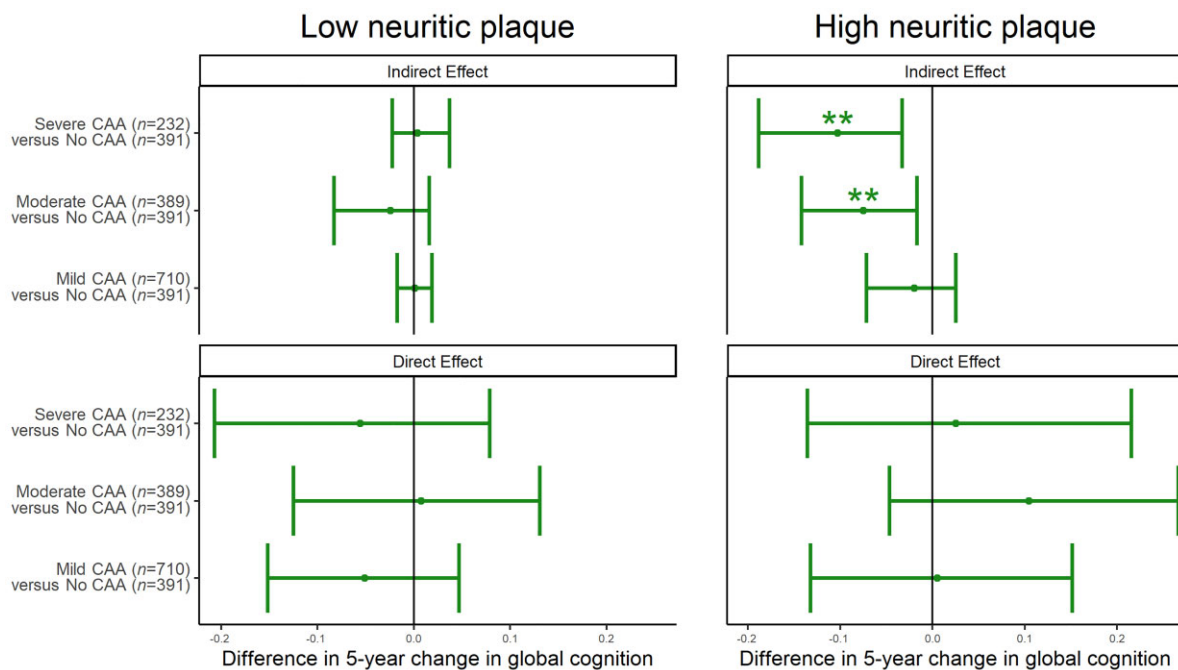 Low neuritic plaque
High neuritic plaque
Indirect Effect
Indirect Effect
Severe CAA (n=232)
versus No CAA (n=391)
**
Moderate CAA (n=389)
versus No CAA (n=391)
**
Mild CAA (n=710)
versus No CAA (n=391)
Direct Effect
Direct Effect
Severe CAA (n=232)
versus No CAA (n=391)
Moderate CAA (n=389)
versus No CAA (n=391)
Mild CAA (n=710)
versus No CAA (n=391)
-0.2 -0.1 0.0 0.1 0.2
-0.2 -0.1 0.0 0.1 0.2
Difference in 5-year change in global cognition
Difference in 5-year change in global cognition